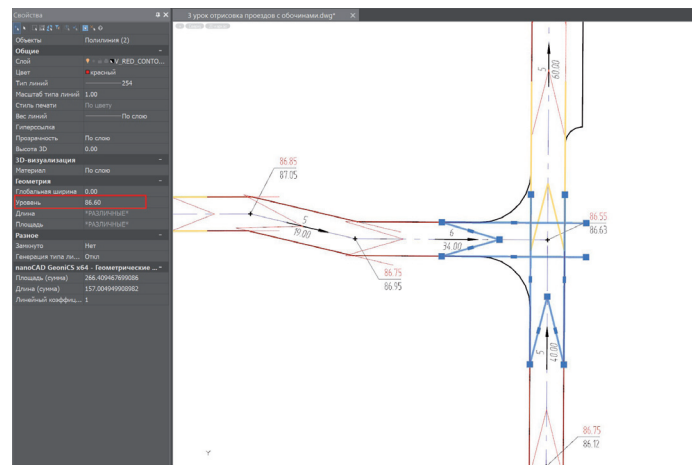 Свойства
3 урок отрисовка проездов с обочинами.dwg*
Объекты Полилиния (2)
Общие
Слой V_RED_CONTO...
Цвет красный
Тип линий 254
Масштаб типа линий 1.00
Стиль печати По цвету
Вес линий По слою
Гиперссылка
Прозрачность По слою
Высота 3D 0.00
3D-визуализация
Материал По слою
Геометрия
Глобальная ширина 0.00
Уровень 86.60
Длина *РАЗЛИЧНЫЕ*
Площадь *РАЗЛИЧНЫЕ*
Разное
Замкнуто Нет
Генерация типа ли... Откл
nanoCAD GeoniCS x64 - Геометрические ...
Площадь (сумма) 266.409467699086
Длина (сумма) 157.004949908982
Линейный коэффиц... 1
5
60.00
86.85
87.05
5
19.00
86.75
86.95
6
34.00
86.55
86.63
5
40.00
86.75
86.12
Y